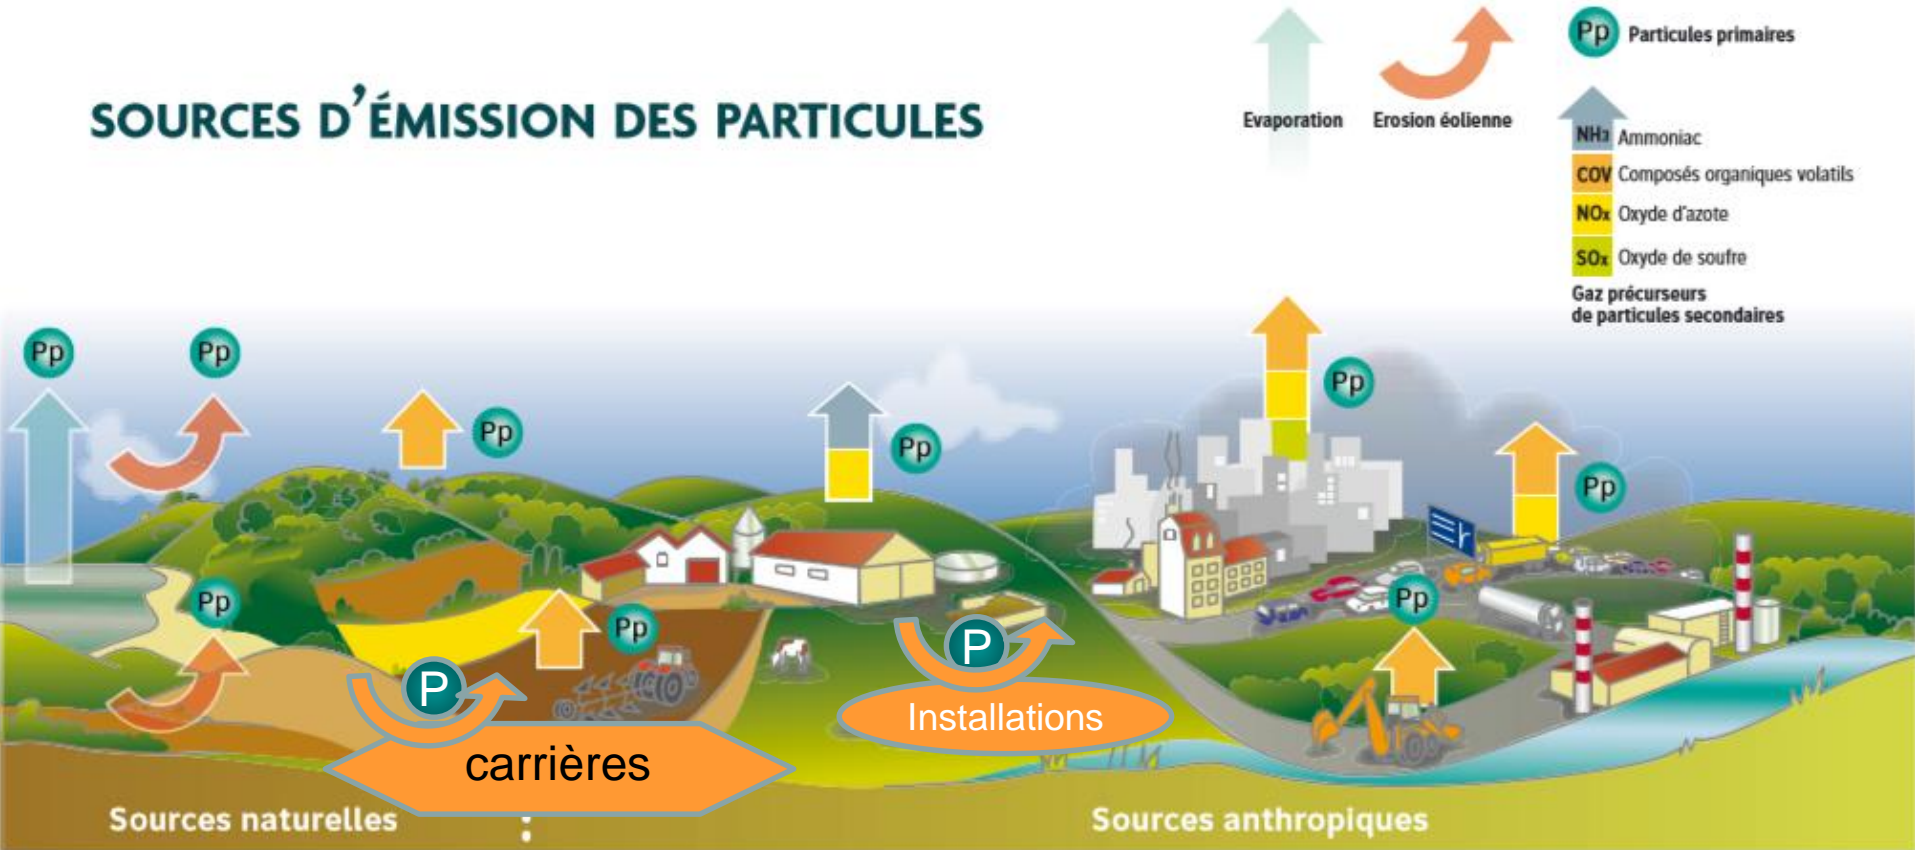 SOURCES D'ÉMISSION DES PARTICULES
Evaporation
Erosion éolienne
Pp Particules primaires
NH3 Ammoniac
COV Composés organiques volatils
NOx Oxyde d'azote
SOx Oxyde de soufre
Gaz précurseurs
de particules secondaires
Pp
Pp
Pp
Pp
Pp
Pp
Pp
Pp
Pp
P
P
Pp
Installations
carrières
Sources naturelles
Sources anthropiques